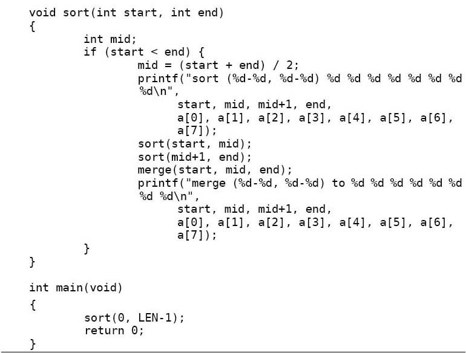 void sort(int start, int end)
{
        int mid;
        if (start < end) {
                mid = (start + end) / 2;
                printf("sort (%d-%d, %d-%d) %d %d %d %d %d %d %d
                %d\n",
                      start, mid, mid+1, end,
                      a[0], a[1], a[2], a[3], a[4], a[5], a[6],
                      a[7]);
                sort(start, mid);
                sort(mid+1, end);
                merge(start, mid, end);
                printf("merge (%d-%d, %d-%d) to %d %d %d %d %d %d
                %d %d\n",
                      start, mid, mid+1, end,
                      a[0], a[1], a[2], a[3], a[4], a[5], a[6],
                      a[7]);
        }
}
int main(void)
{
        sort(0, LEN-1);
        return 0;
}